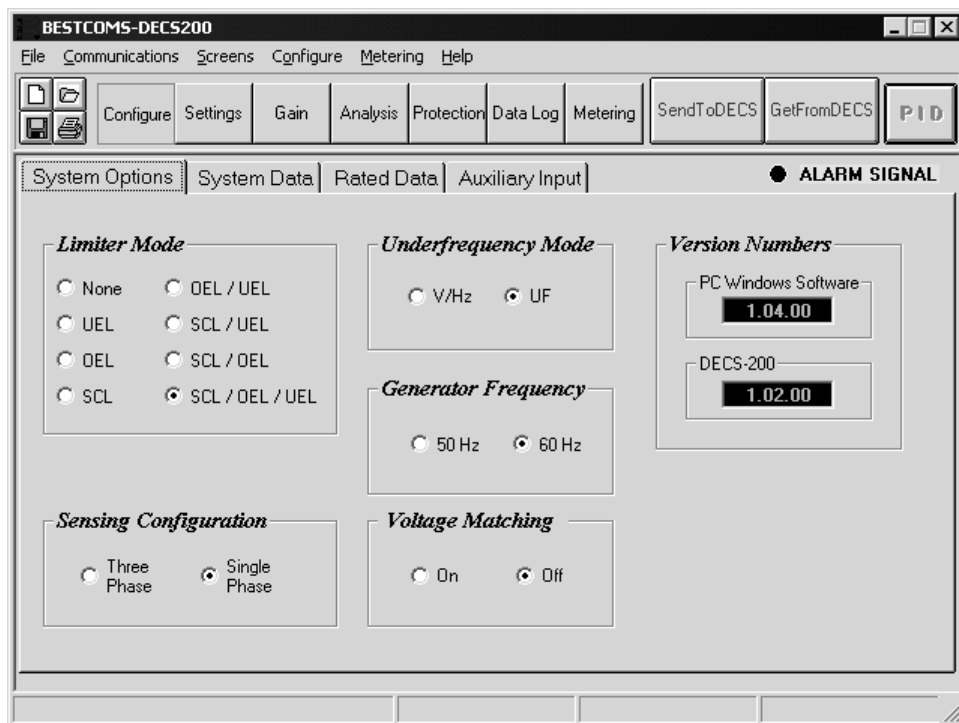 BESTCOMS-DECS200
File Communications Screens Configure Metering Help
Configure Settings Gain Analysis Protection Data Log Metering SendToDECS GetFromDECS PID
System Options System Data Rated Data Auxiliary Input ALARM SIGNAL
Limiter Mode
None OEL / UEL
UEL SCL / UEL
OEL SCL / OEL
SCL SCL / OEL / UEL
Underfrequency Mode
V/Hz UF
Generator Frequency
50 Hz 60 Hz
Version Numbers
PC Windows Software
1.04.00
DECS-200
1.02.00
Sensing Configuration
Three Phase
Single Phase
Voltage Matching
On Off